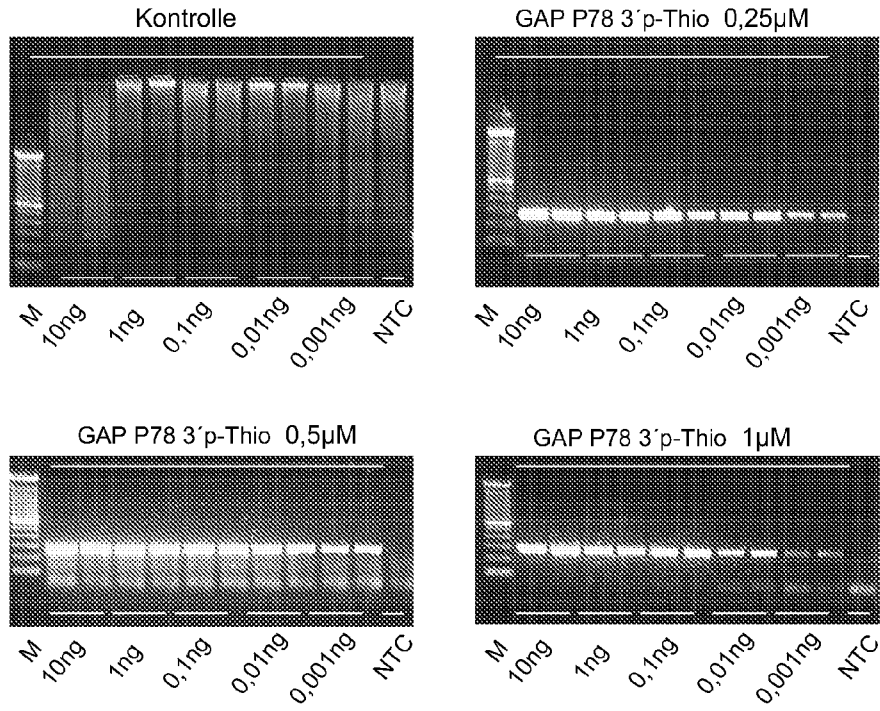 Kontrolle
M 10ng 1ng 0,1ng 0,01ng 0,001ng NTC
GAP P78 3´p-Thio 0,25µM
M 10ng 1ng 0,1ng 0,01ng 0,001ng NTC
GAP P78 3´p-Thio 0,5µM
M 10ng 1ng 0,1ng 0,01ng 0,001ng NTC
GAP P78 3´p-Thio 1µM
M 10ng 1ng 0,1ng 0,01ng 0,001ng NTC